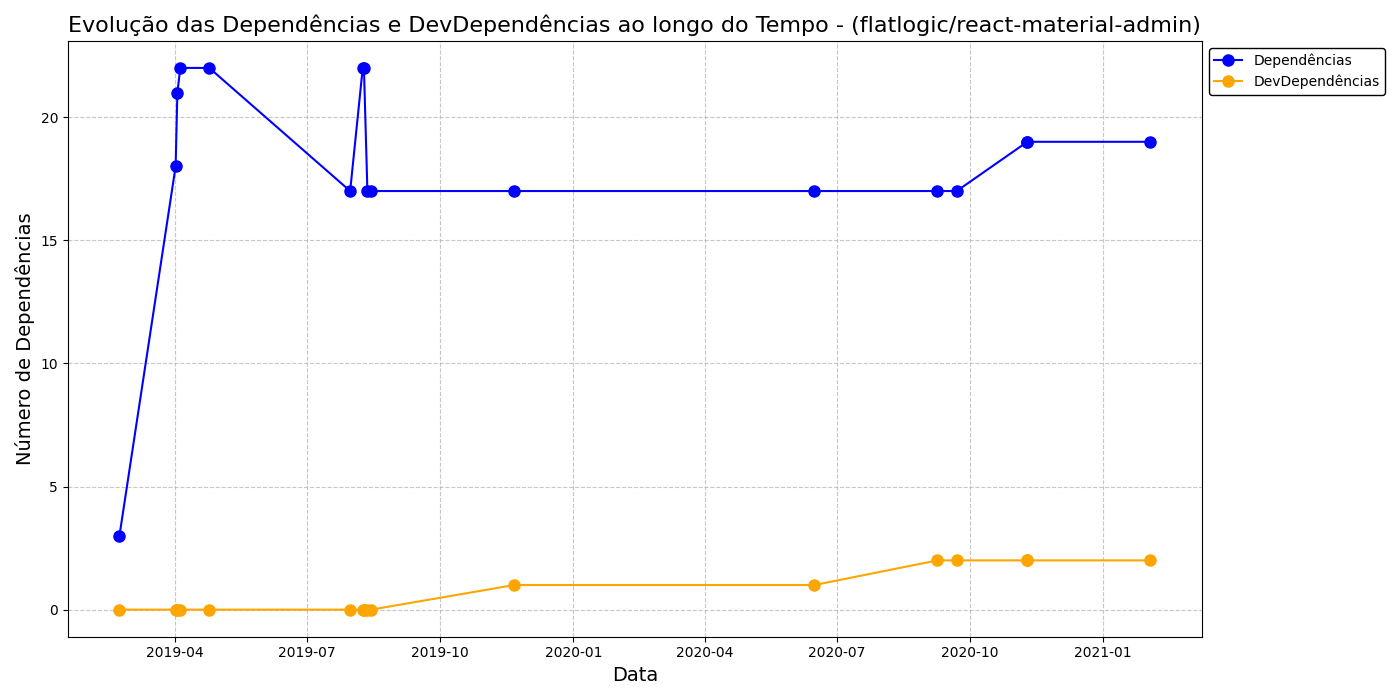 Evolução das Dependências e DevDependências ao longo do Tempo - (flatlogic/react-material-admin)
Dependências
DevDependências
Número de Dependências
20
15
10
5
0
2019-04
2019-07
2019-10
2020-01
2020-04
2020-07
2020-10
2021-01
Data